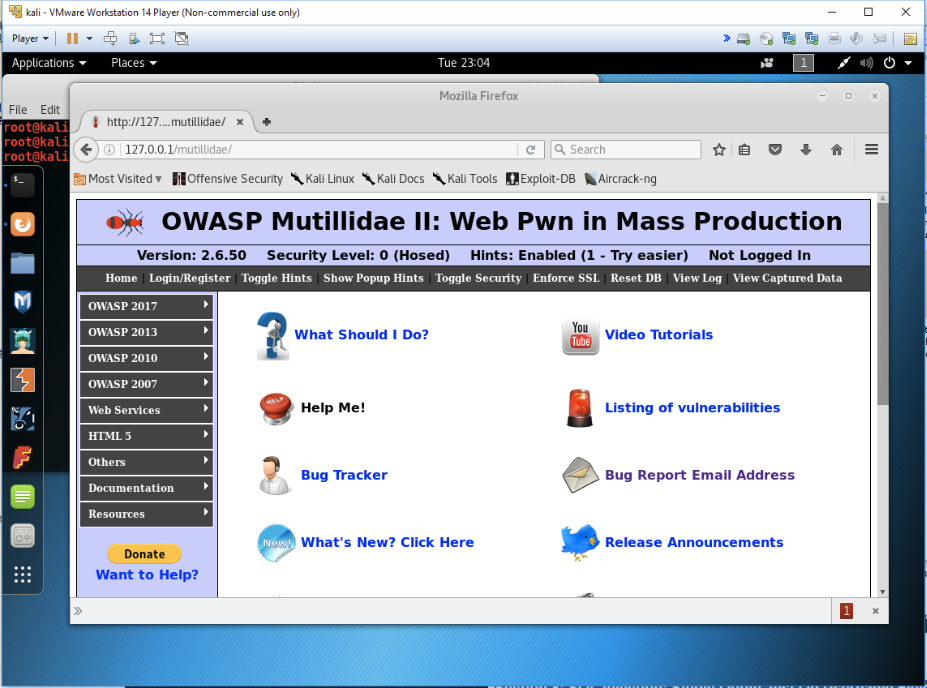 kali - VMware Workstation 14 Player (Non-commercial use only)
Player
Applications Places Tue 23:04 1
Mozilla Firefox
File Edit
http://127....mutillidae/
root@kali
root@kali
root@kali
127.0.0.1/mutillidae/ Search
Most Visited Offensive Security Kali Linux Kali Docs Kali Tools Exploit-DB Aircrack-ng
OWASP Mutillidae II: Web Pwn in Mass Production
Version: 2.6.50 Security Level: 0 (Hosed) Hints: Enabled (1 - Try easier) Not Logged In
Home | Login/Register | Toggle Hints | Show Popup Hints | Toggle Security | Enforce SSL | Reset DB | View Log | View Captured Data
OWASP 2017
OWASP 2013
OWASP 2010
OWASP 2007
Web Services
HTML 5
Others
Documentation
Resources
Donate
Want to Help?
What Should I Do?
You Tube Video Tutorials
HELP Help Me!
Listing of vulnerabilities
Bug Tracker
Bug Report Email Address
New! What's New? Click Here
Release Announcements
1